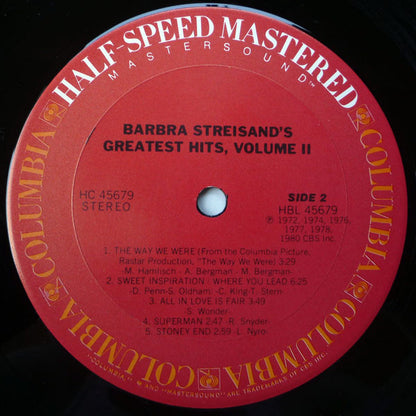 HALF-SPEED MASTERED
MASTERSOUND™
COLUMBIA
COLUMBIA
BARBRA STREISAND'S
GREATEST HITS, VOLUME II
HC 45679
STEREO
SIDE 2
HBL 45679
℗ 1972, 1974, 1976,
1977, 1978,
1980 CBS Inc.
1. THE WAY WE WERE (From the Columbia Picture,
Rastar Production, "The Way We Were) 3:29
-M. Hamlisch - A. Bergman - M. Bergman-
2. SWEET INSPIRATION / WHERE YOU LEAD 6:25
-D. Penn-S. Oldham, -C. King-T. Stern-
3. ALL IN LOVE IS FAIR 3:49
-S. Wonder-
4. SUPERMAN 2:47 -R. Snyder-
5. STONEY END 2:59 -L. Nyro-
COLUMBIA
COLUMBIA
"COLUMBIA," ® AND "MASTERSOUND" ARE TRADEMARKS OF CBS INC.